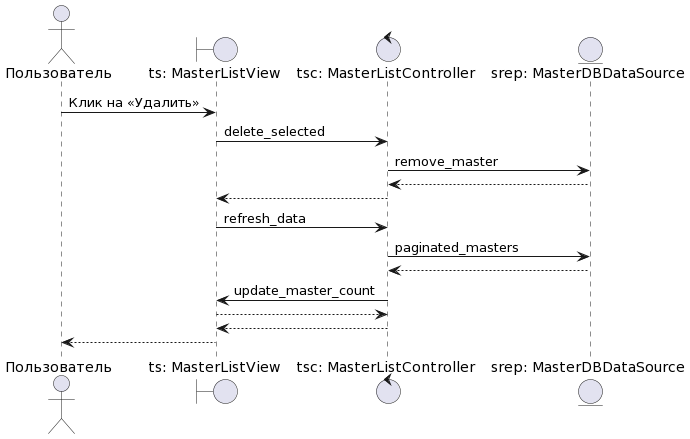 Пользователь
ts: MasterListView
tsc: MasterListController
srep: MasterDBDataSource
Клик на «Удалить»
delete_selected
remove_master
refresh_data
paginated_masters
update_master_count
Пользователь
ts: MasterListView
tsc: MasterListController
srep: MasterDBDataSource